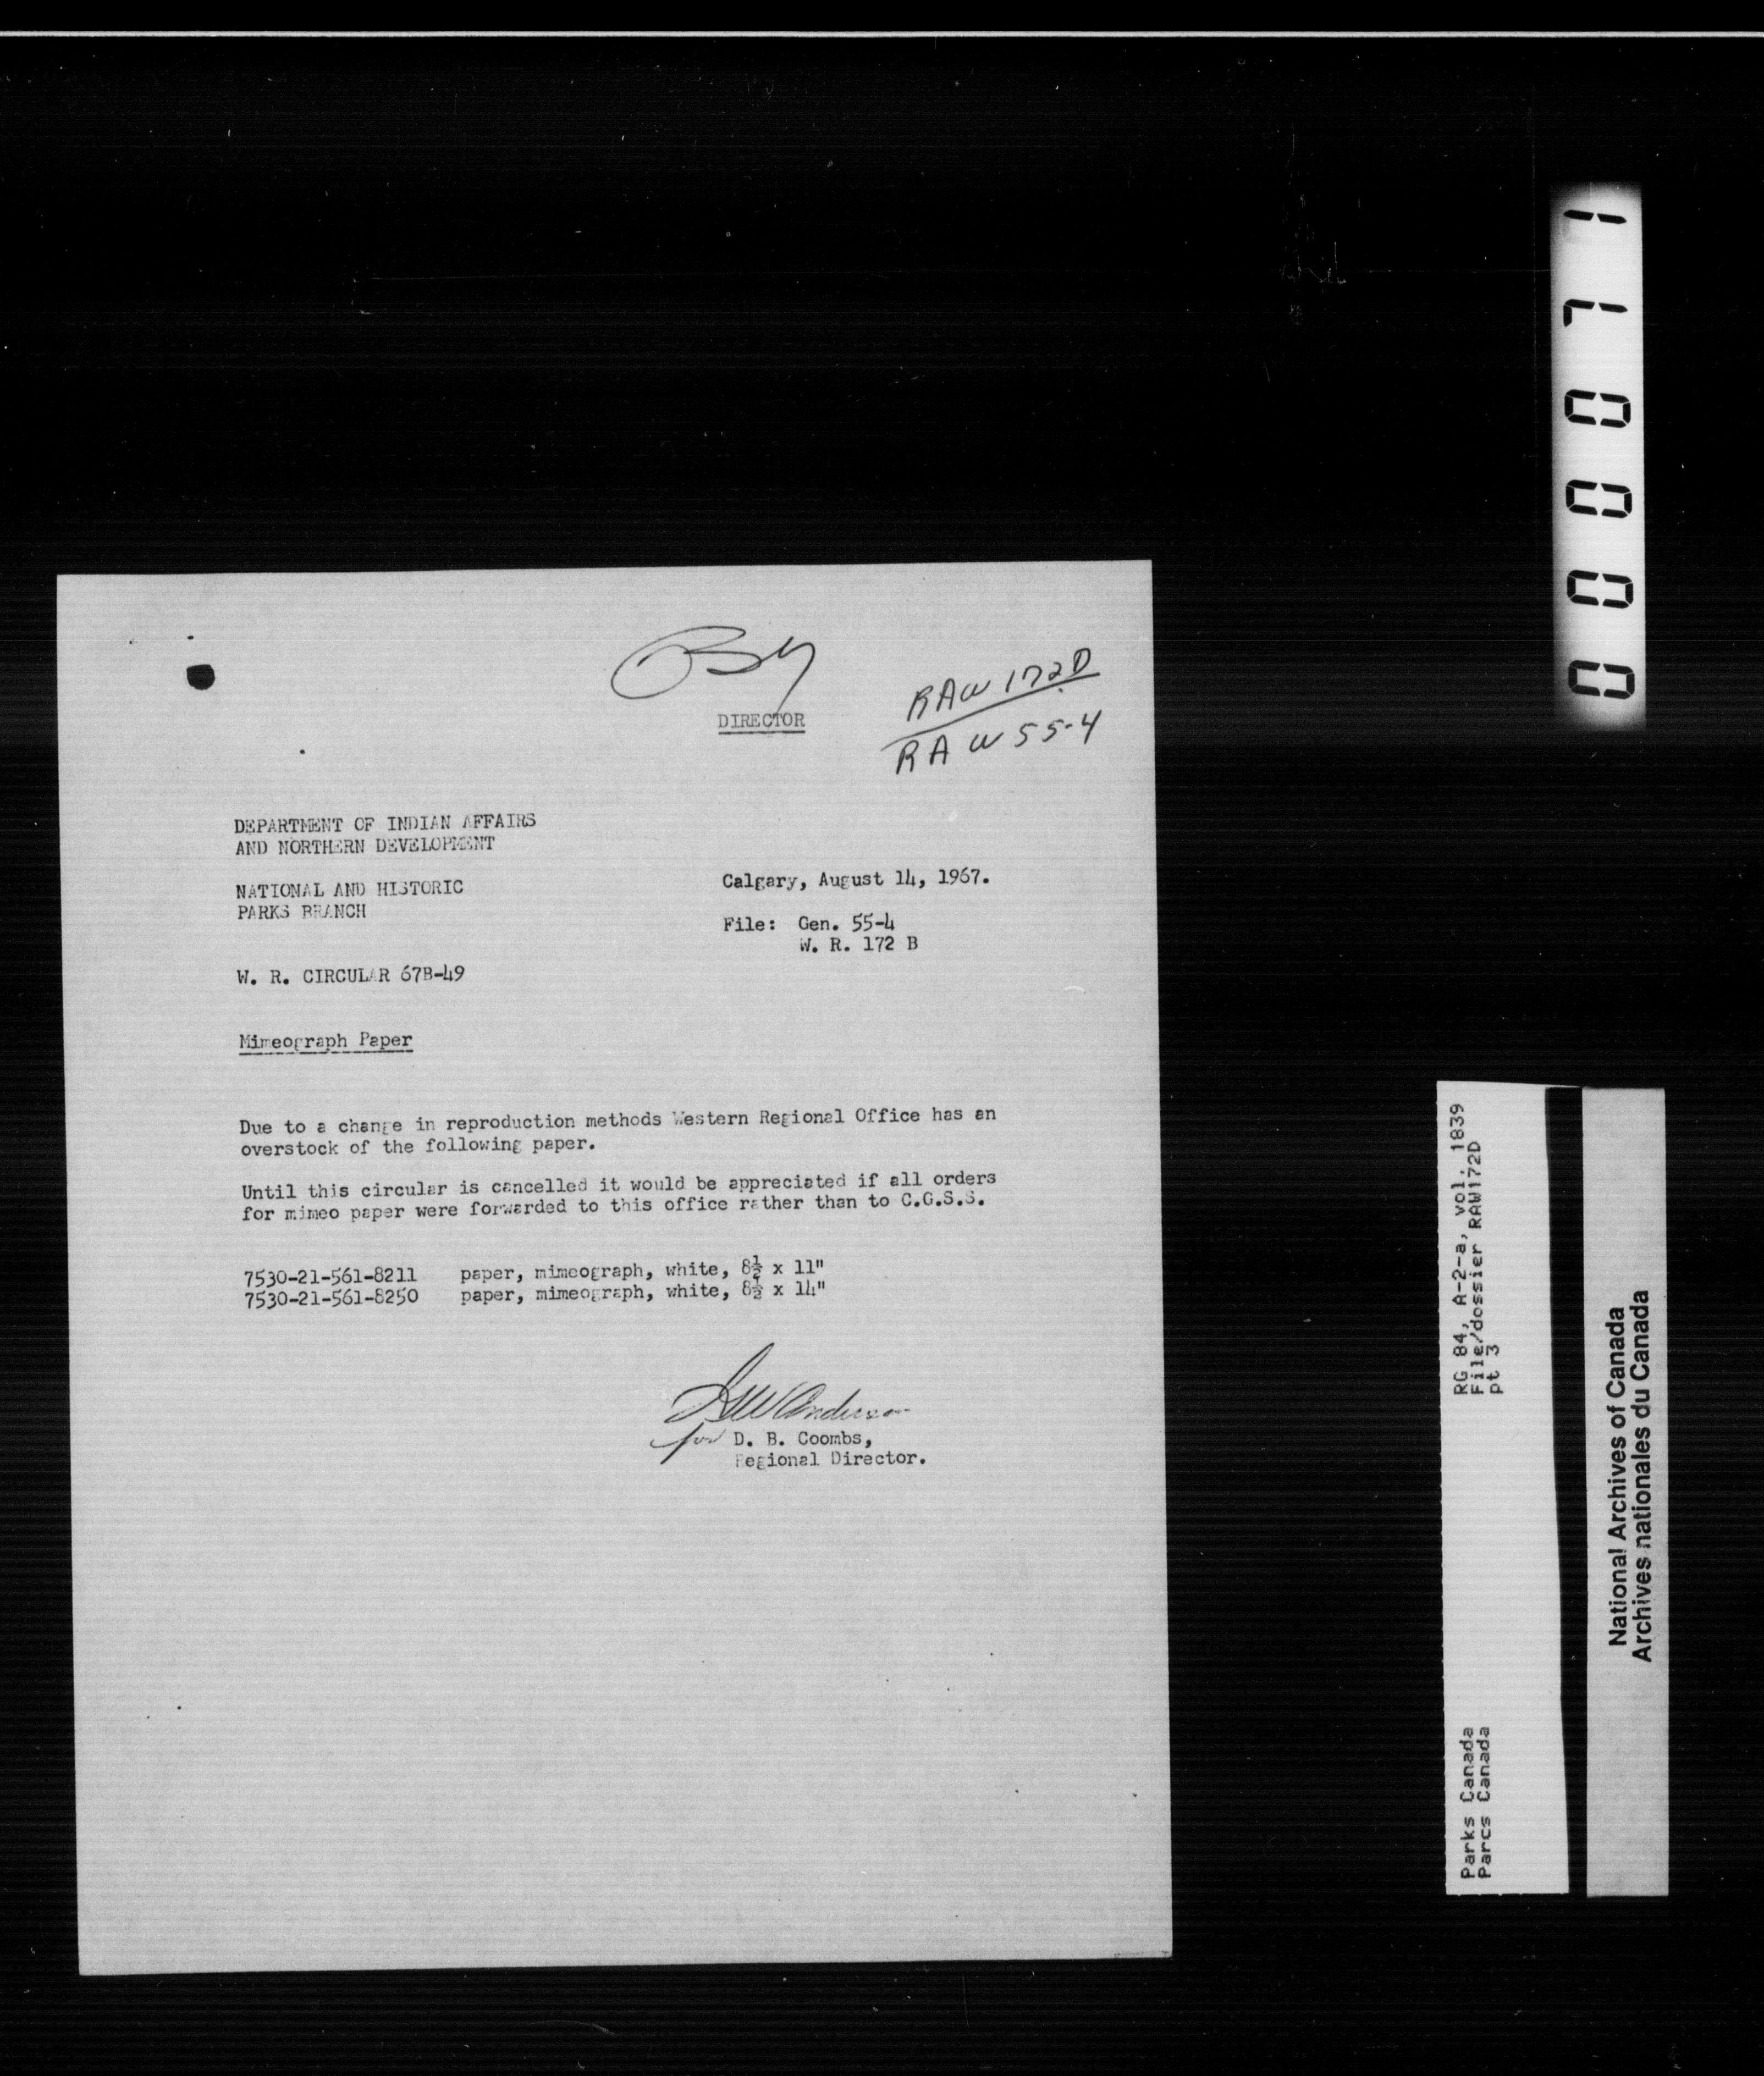 RAW 172D
RAW 55-4
DIRECTOR
DEPARTMENT OF INDIAN AFFAIRS
AND NORTHERN DEVELOPMENT
NATIONAL AND HISTORIC
PARKS BRANCH
Calgary, August 14, 1967.
File: Gen. 55-4
W. R. 172 B
W. R. CIRCULAR 67B-49
Mimeograph Paper
Due to a change in reproduction methods Western Regional Office has an
overstock of the following paper.
Until this circular is cancelled it would be appreciated if all orders
for mimeo paper were forwarded to this office rather than to C.G.S.S.
7530-21-561-8211 paper, mimeograph, white, 8½ x 11"
7530-21-561-8250 paper, mimeograph, white, 8½ x 14"
Anderson
for D. B. Coombs,
Regional Director.
000071
RG 84, A-2-a, vol. 1839
File/dossier RAW172D
pt 3
Parks Canada
Parcs Canada
National Archives of Canada
Archives nationales du Canada